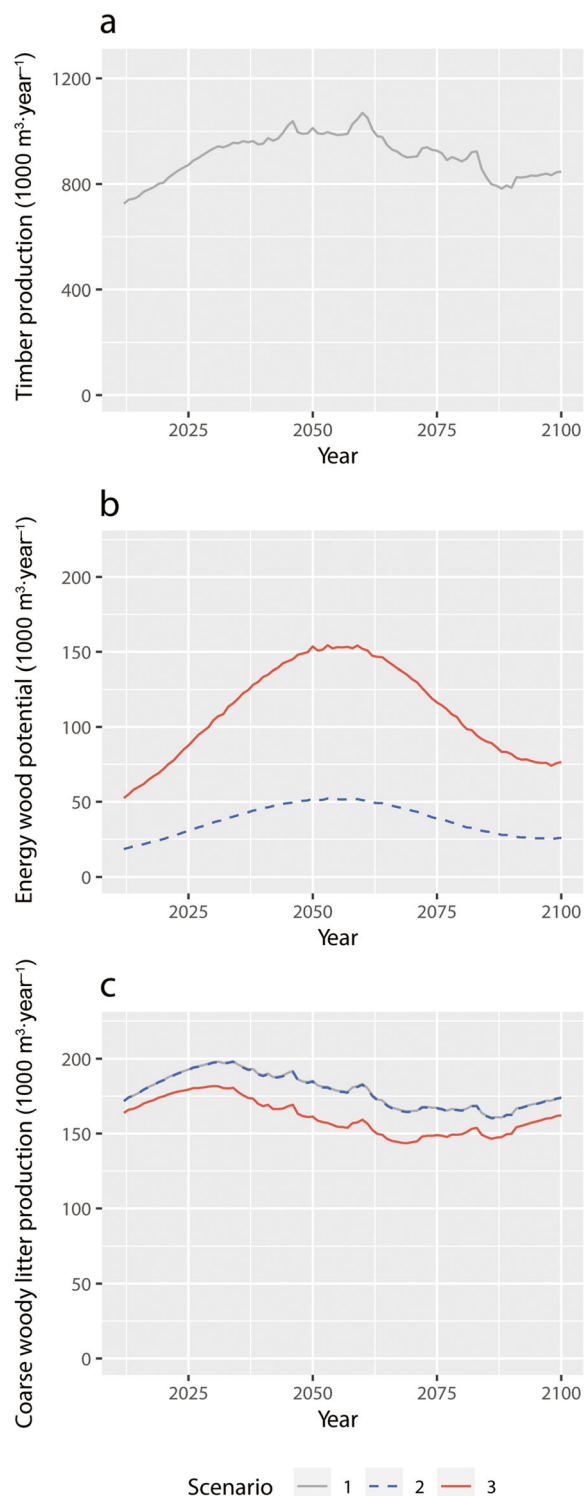 a
Timber production (1000 m³·year⁻¹)
1200
800
400
0
2025 2050 2075 2100
Year
b
Energy wood potential (1000 m³·year⁻¹)
200
150
100
50
0
2025 2050 2075 2100
Year
c
Coarse woody litter production (1000 m³·year⁻¹)
200
150
100
50
0
2025 2050 2075 2100
Year
Scenario 1 2 3